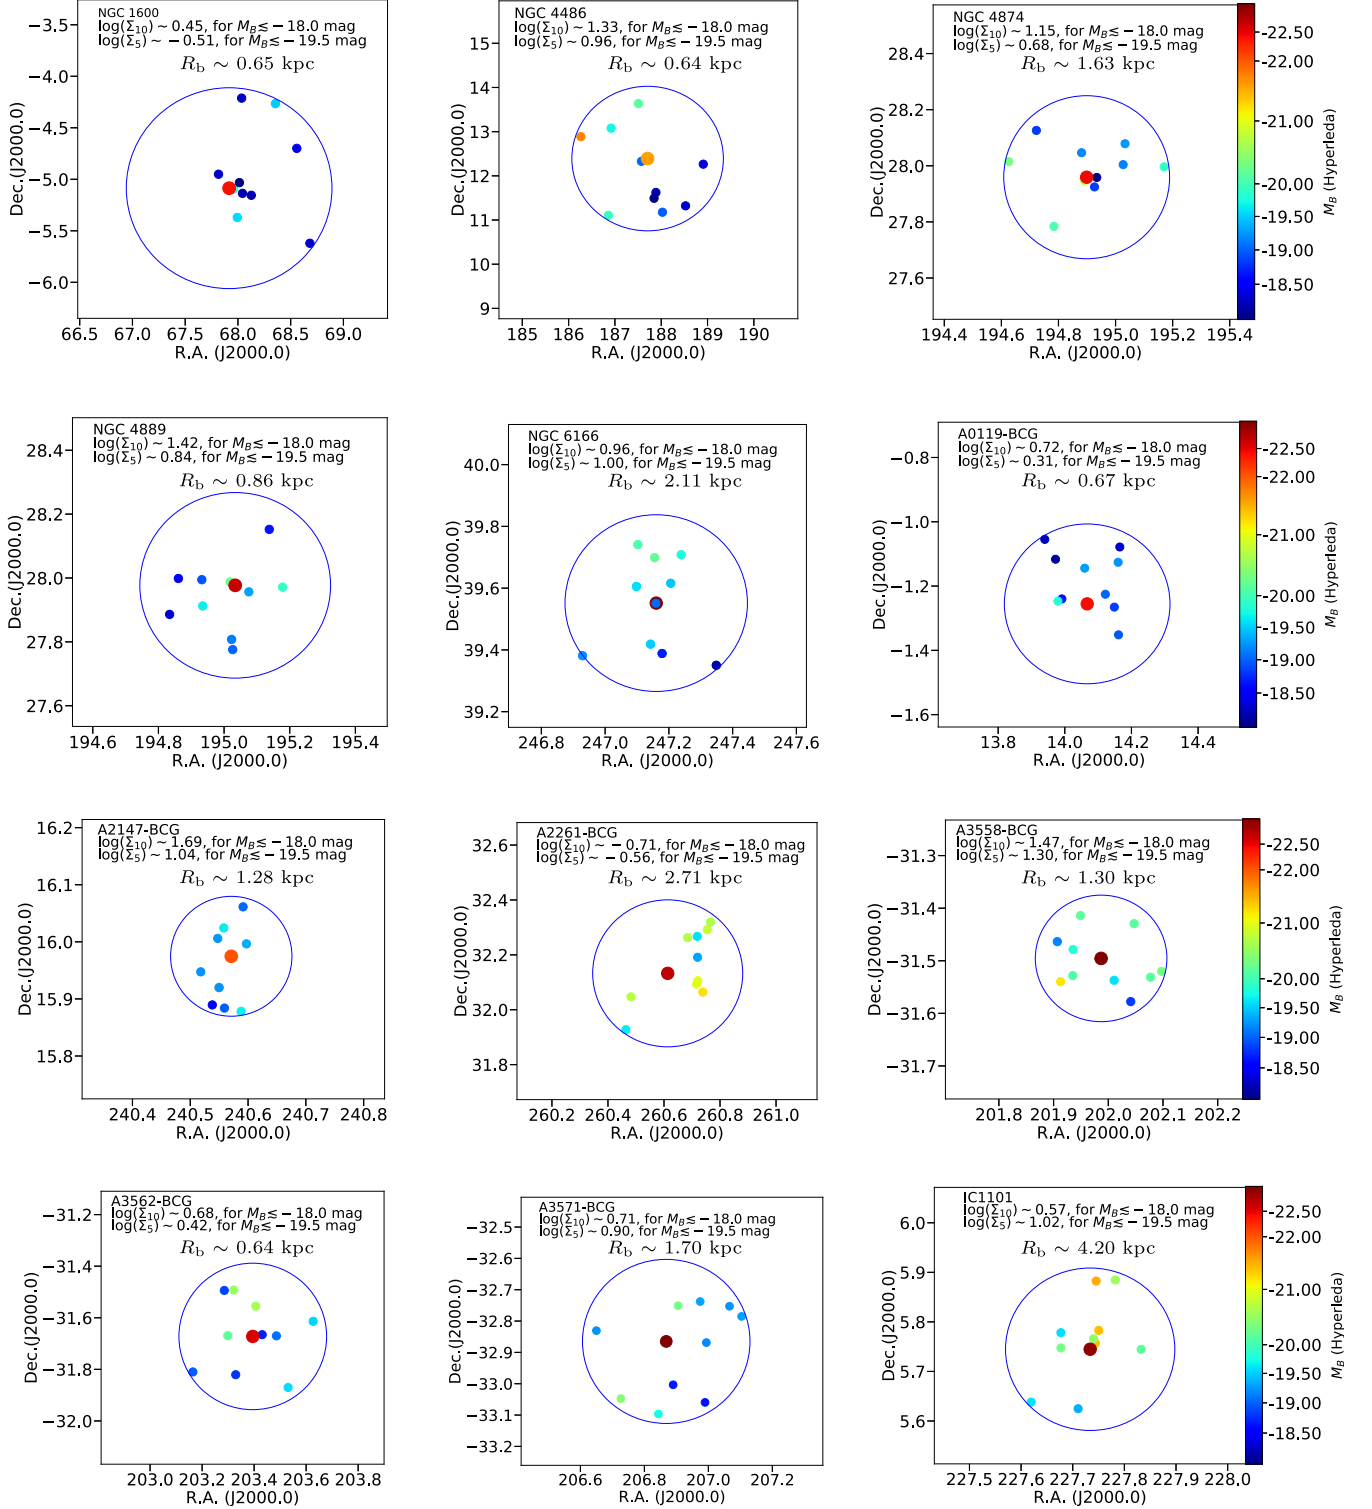 NGC 1600
log(Σ10) ~ 0.45, for MB ≲ − 18.0 mag
log(Σ5) ~ − 0.51, for MB ≲ − 19.5 mag
Rb ∼ 0.65 kpc
−3.5
−4.0
−4.5
−5.0
−5.5
−6.0
Dec.(J2000.0)
66.5 67.0 67.5 68.0 68.5 69.0
R.A. (J2000.0)
NGC 4486
log(Σ10) ~ 1.33, for MB ≲ − 18.0 mag
log(Σ5) ~ 0.96, for MB ≲ − 19.5 mag
Rb ∼ 0.64 kpc
15
14
13
12
11
10
9
Dec.(J2000.0)
185 186 187 188 189 190
R.A. (J2000.0)
NGC 4874
log(Σ10) ~ 1.15, for MB ≲ − 18.0 mag
log(Σ5) ~ 0.68, for MB ≲ − 19.5 mag
Rb ∼ 1.63 kpc
28.4
28.2
28.0
27.8
27.6
Dec.(J2000.0)
194.4 194.6 194.8 195.0 195.2 195.4
R.A. (J2000.0)
-22.50
-22.00
-21.00
-20.00
-19.50
-19.00
-18.50
MB (Hyperleda)
NGC 4889
log(Σ10) ~ 1.42, for MB ≲ − 18.0 mag
log(Σ5) ~ 0.84, for MB ≲ − 19.5 mag
Rb ∼ 0.86 kpc
28.4
28.2
28.0
27.8
27.6
Dec.(J2000.0)
194.6 194.8 195.0 195.2 195.4
R.A. (J2000.0)
NGC 6166
log(Σ10) ~ 0.96, for MB ≲ − 18.0 mag
log(Σ5) ~ 1.00, for MB ≲ − 19.5 mag
Rb ∼ 2.11 kpc
40.0
39.8
39.6
39.4
39.2
Dec.(J2000.0)
246.8 247.0 247.2 247.4 247.6
R.A. (J2000.0)
A0119-BCG
log(Σ10) ~ 0.72, for MB ≲ − 18.0 mag
log(Σ5) ~ 0.31, for MB ≲ − 19.5 mag
Rb ∼ 0.67 kpc
−0.8
−1.0
−1.2
−1.4
−1.6
Dec.(J2000.0)
13.8 14.0 14.2 14.4
R.A. (J2000.0)
-22.50
-22.00
-21.00
-20.00
-19.50
-19.00
-18.50
MB (Hyperleda)
A2147-BCG
log(Σ10) ~ 1.69, for MB ≲ − 18.0 mag
log(Σ5) ~ 1.04, for MB ≲ − 19.5 mag
Rb ∼ 1.28 kpc
16.2
16.1
16.0
15.9
15.8
Dec.(J2000.0)
240.4 240.5 240.6 240.7 240.8
R.A. (J2000.0)
A2261-BCG
log(Σ10) ~ − 0.71, for MB ≲ − 18.0 mag
log(Σ5) ~ − 0.56, for MB ≲ − 19.5 mag
Rb ∼ 2.71 kpc
32.6
32.4
32.2
32.0
31.8
Dec.(J2000.0)
260.2 260.4 260.6 260.8 261.0
R.A. (J2000.0)
A3558-BCG
log(Σ10) ~ 1.47, for MB ≲ − 18.0 mag
log(Σ5) ~ 1.30, for MB ≲ − 19.5 mag
Rb ∼ 1.30 kpc
−31.3
−31.4
−31.5
−31.6
−31.7
Dec.(J2000.0)
201.8 201.9 202.0 202.1 202.2
R.A. (J2000.0)
-22.50
-22.00
-21.00
-20.00
-19.50
-19.00
-18.50
MB (Hyperleda)
A3562-BCG
log(Σ10) ~ 0.68, for MB ≲ − 18.0 mag
log(Σ5) ~ 0.42, for MB ≲ − 19.5 mag
Rb ∼ 0.64 kpc
−31.2
−31.4
−31.6
−31.8
−32.0
Dec.(J2000.0)
203.0 203.2 203.4 203.6 203.8
R.A. (J2000.0)
A3571-BCG
log(Σ10) ~ 0.71, for MB ≲ − 18.0 mag
log(Σ5) ~ 0.90, for MB ≲ − 19.5 mag
Rb ∼ 1.70 kpc
−32.5
−32.6
−32.7
−32.8
−32.9
−33.0
−33.1
−33.2
Dec.(J2000.0)
206.6 206.8 207.0 207.2
R.A. (J2000.0)
IC1101
log(Σ10) ~ 0.57, for MB ≲ − 18.0 mag
log(Σ5) ~ 1.02, for MB ≲ − 19.5 mag
Rb ∼ 4.20 kpc
6.0
5.9
5.8
5.7
5.6
Dec.(J2000.0)
227.5 227.6 227.7 227.8 227.9 228.0
R.A. (J2000.0)
-22.50
-22.00
-21.00
-20.00
-19.50
-19.00
-18.50
MB (Hyperleda)